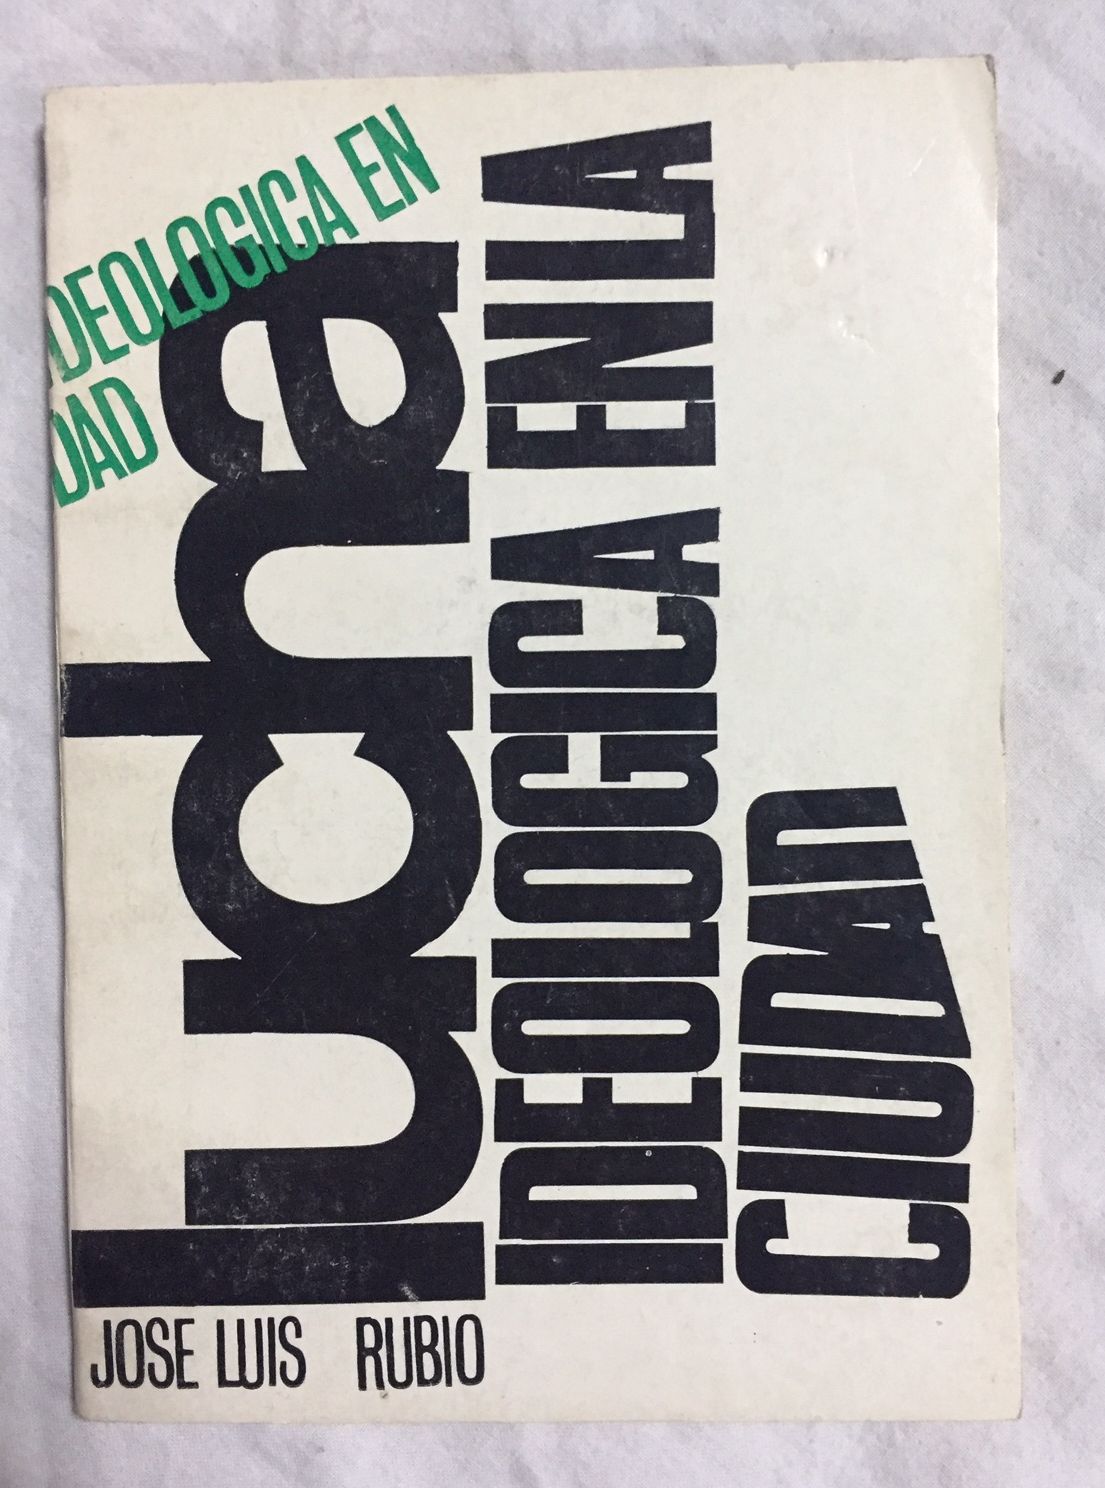 DEOLOGICA EN
DAD
lucha
IDEOLOGICA EN LA
CIUDAD
JOSE LUIS RUBIO